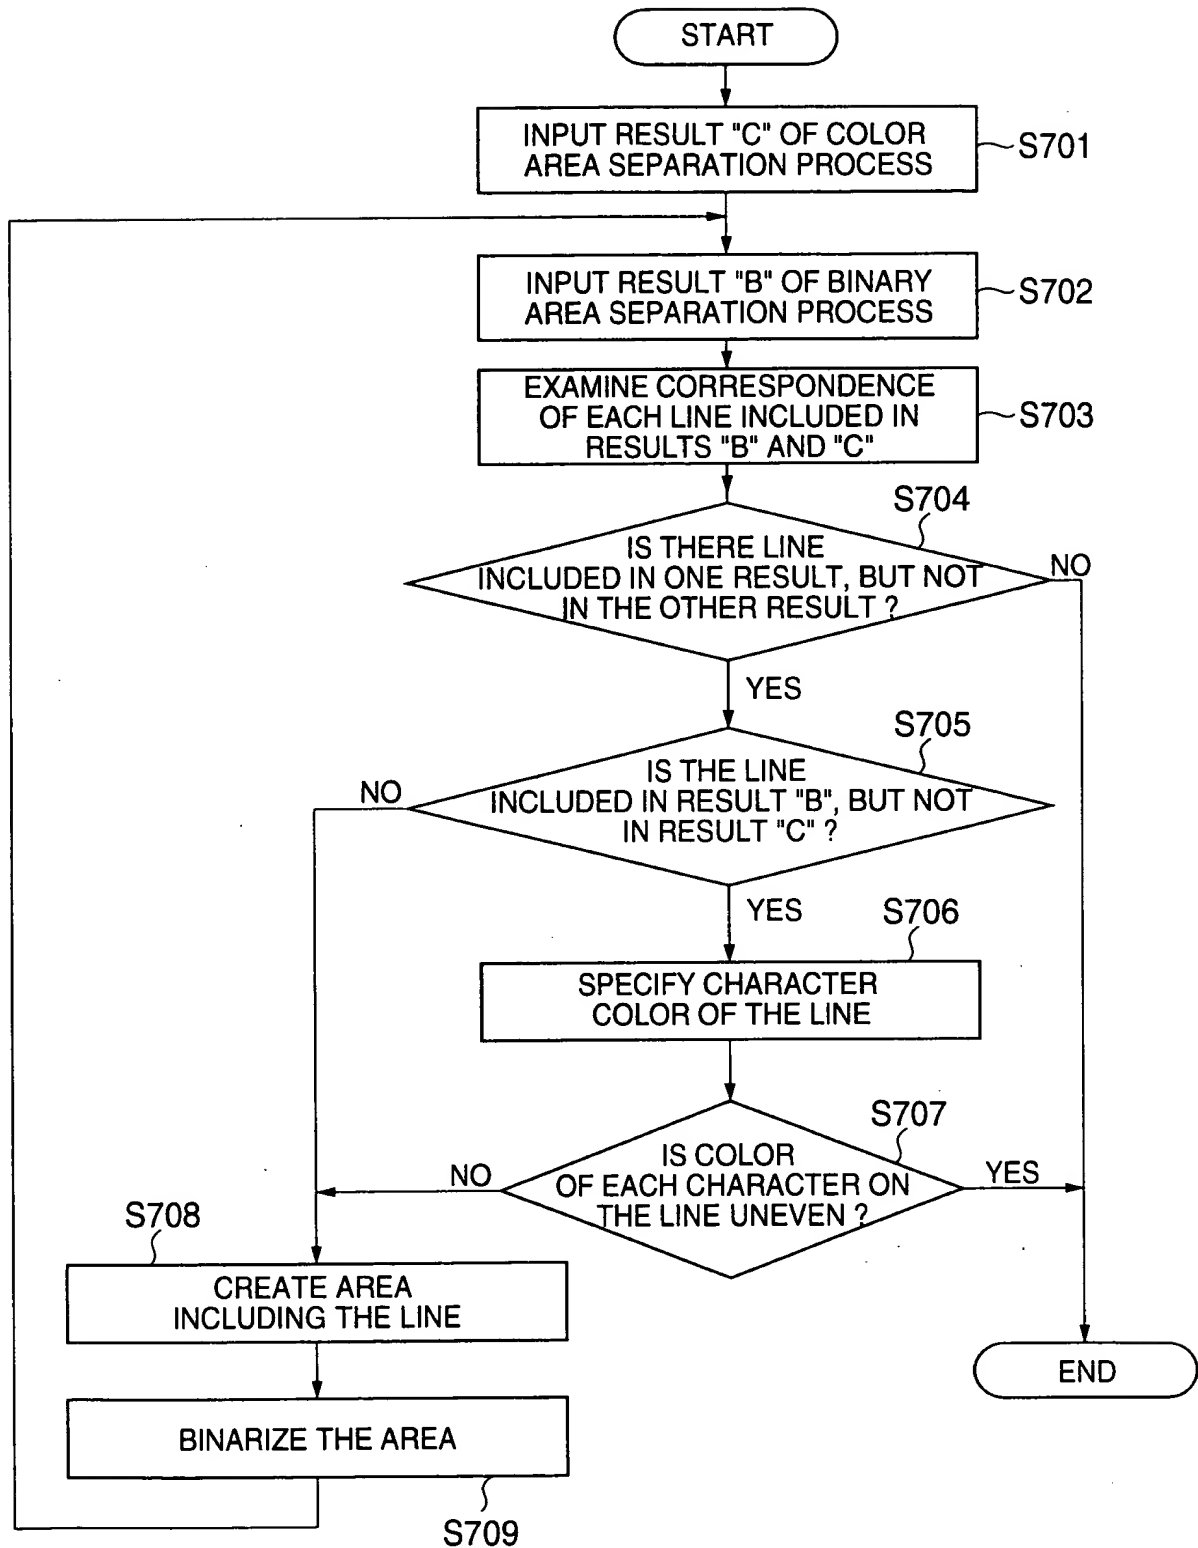 START
INPUT RESULT "C" OF COLOR
AREA SEPARATION PROCESS
S701
INPUT RESULT "B" OF BINARY
AREA SEPARATION PROCESS
S702
EXAMINE CORRESPONDENCE
OF EACH LINE INCLUDED IN
RESULTS "B" AND "C"
S703
S704
IS THERE LINE
INCLUDED IN ONE RESULT, BUT NOT
IN THE OTHER RESULT ?
NO
YES
S705
IS THE LINE
INCLUDED IN RESULT "B", BUT NOT
IN RESULT "C" ?
NO
YES
S706
SPECIFY CHARACTER
COLOR OF THE LINE
S707
IS COLOR
OF EACH CHARACTER ON
THE LINE UNEVEN ?
NO
YES
S708
CREATE AREA
INCLUDING THE LINE
END
BINARIZE THE AREA
S709